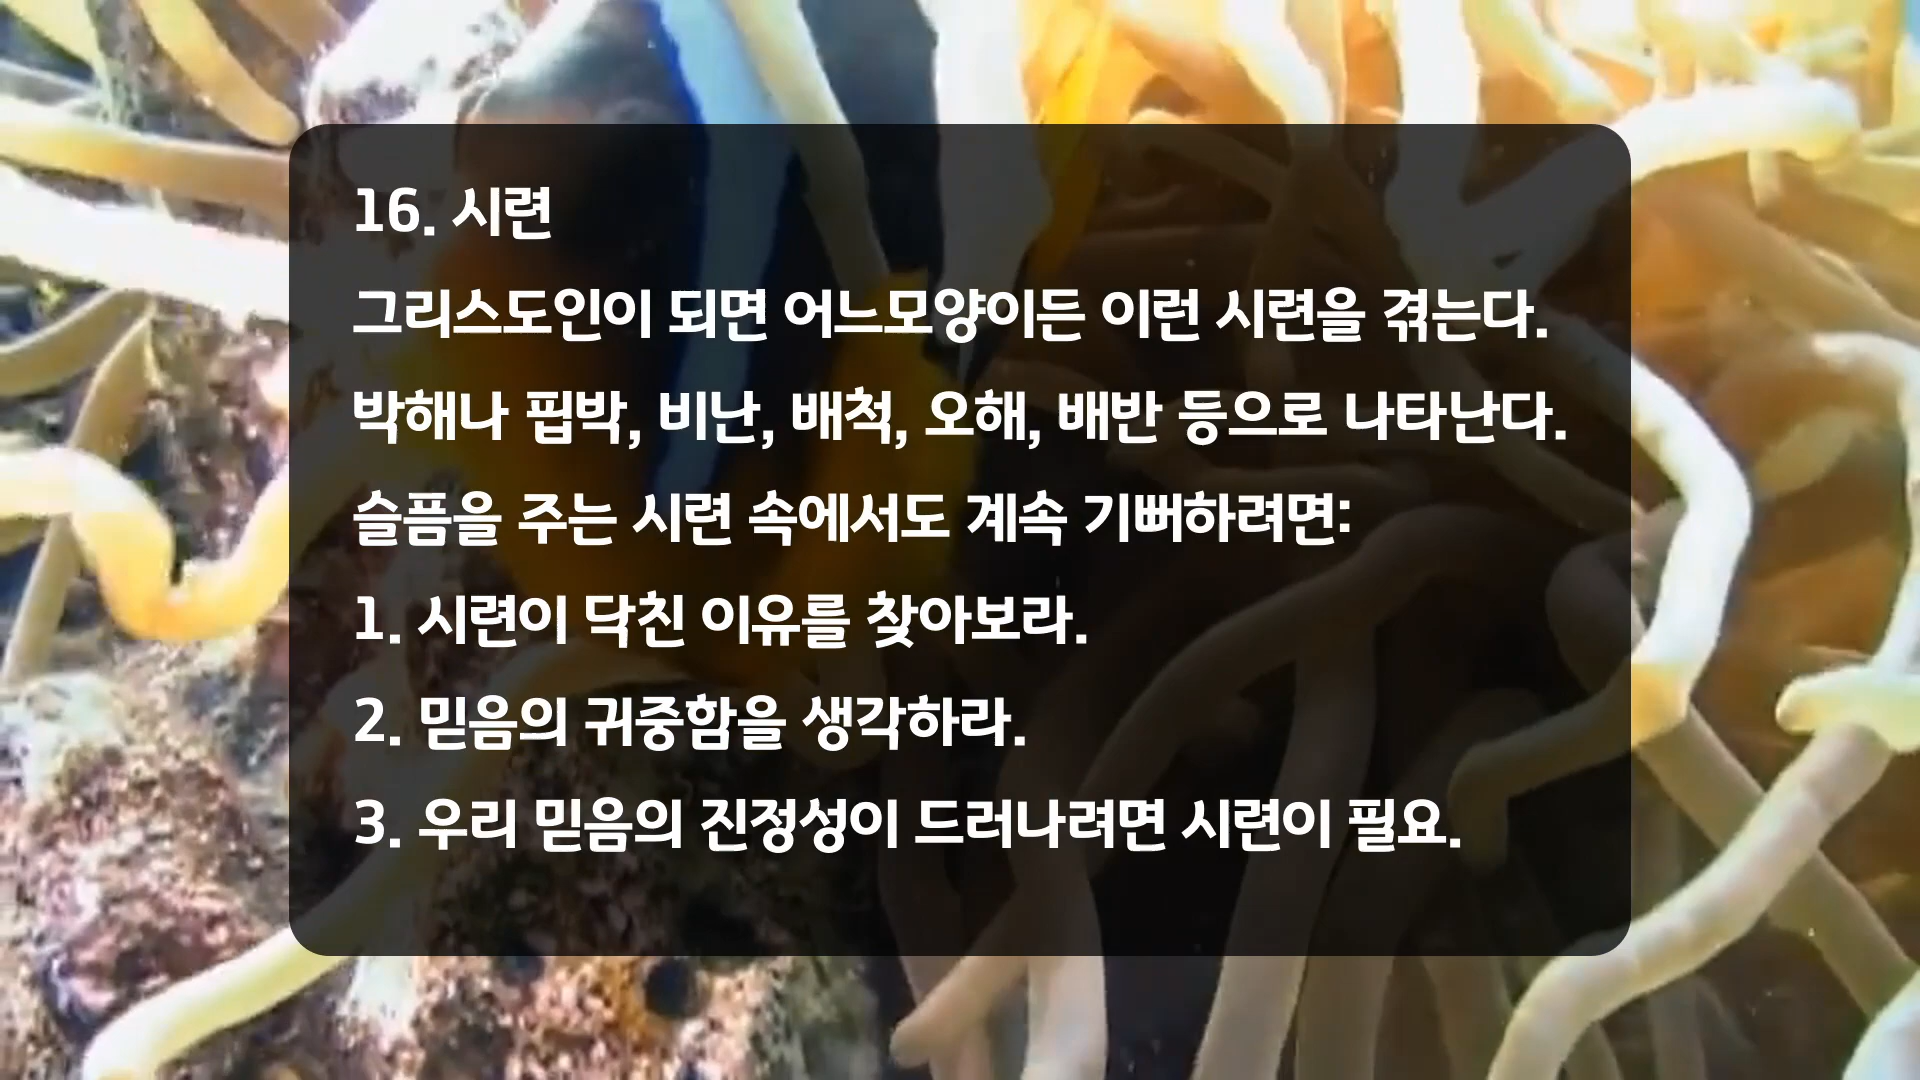 16. 시련
그리스도인이 되면 어느모양이든 이런 시련을 겪는다.
박해나 핍박, 비난, 배척, 오해, 배반 등으로 나타난다.
슬픔을 주는 시련 속에서도 계속 기뻐하려면:
1. 시련이 닥친 이유를 찾아보라.
2. 믿음의 귀중함을 생각하라.
3. 우리 믿음의 진정성이 드러나려면 시련이 필요.